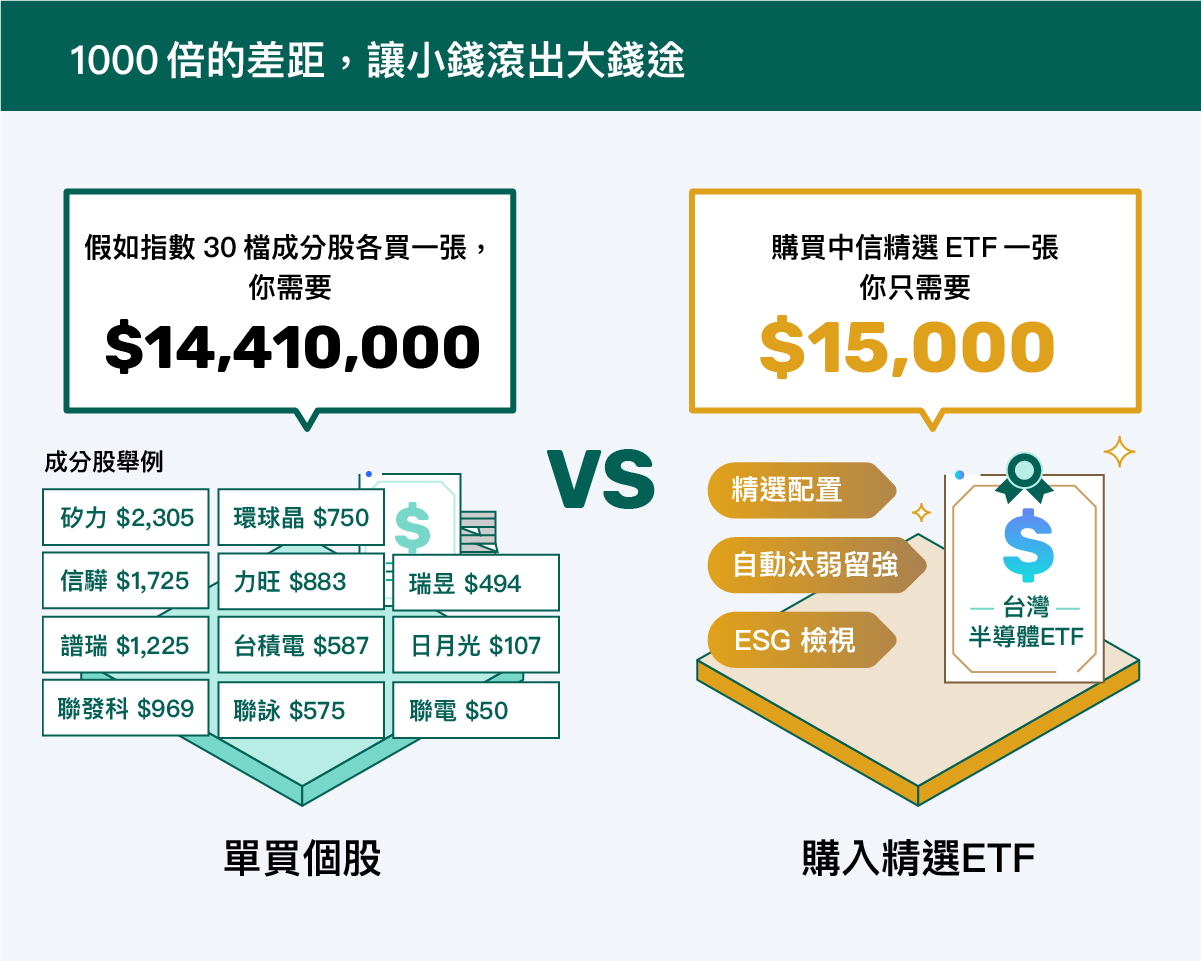 1000 倍的差距，讓小錢滾出大錢途
假如指數 30 檔成分股各買一張，
你需要
$14,410,000
購買中信精選 ETF 一張
你只需要
$15,000
VS
成分股舉例
矽力 $2,305
環球晶 $750
信驊 $1,725
力旺 $883
瑞昱 $494
譜瑞 $1,225
台積電 $587
日月光 $107
聯發科 $969
聯詠 $575
聯電 $50
$
精選配置
自動汰弱留強
ESG 檢視
$
台灣
半導體ETF
單買個股
購入精選ETF